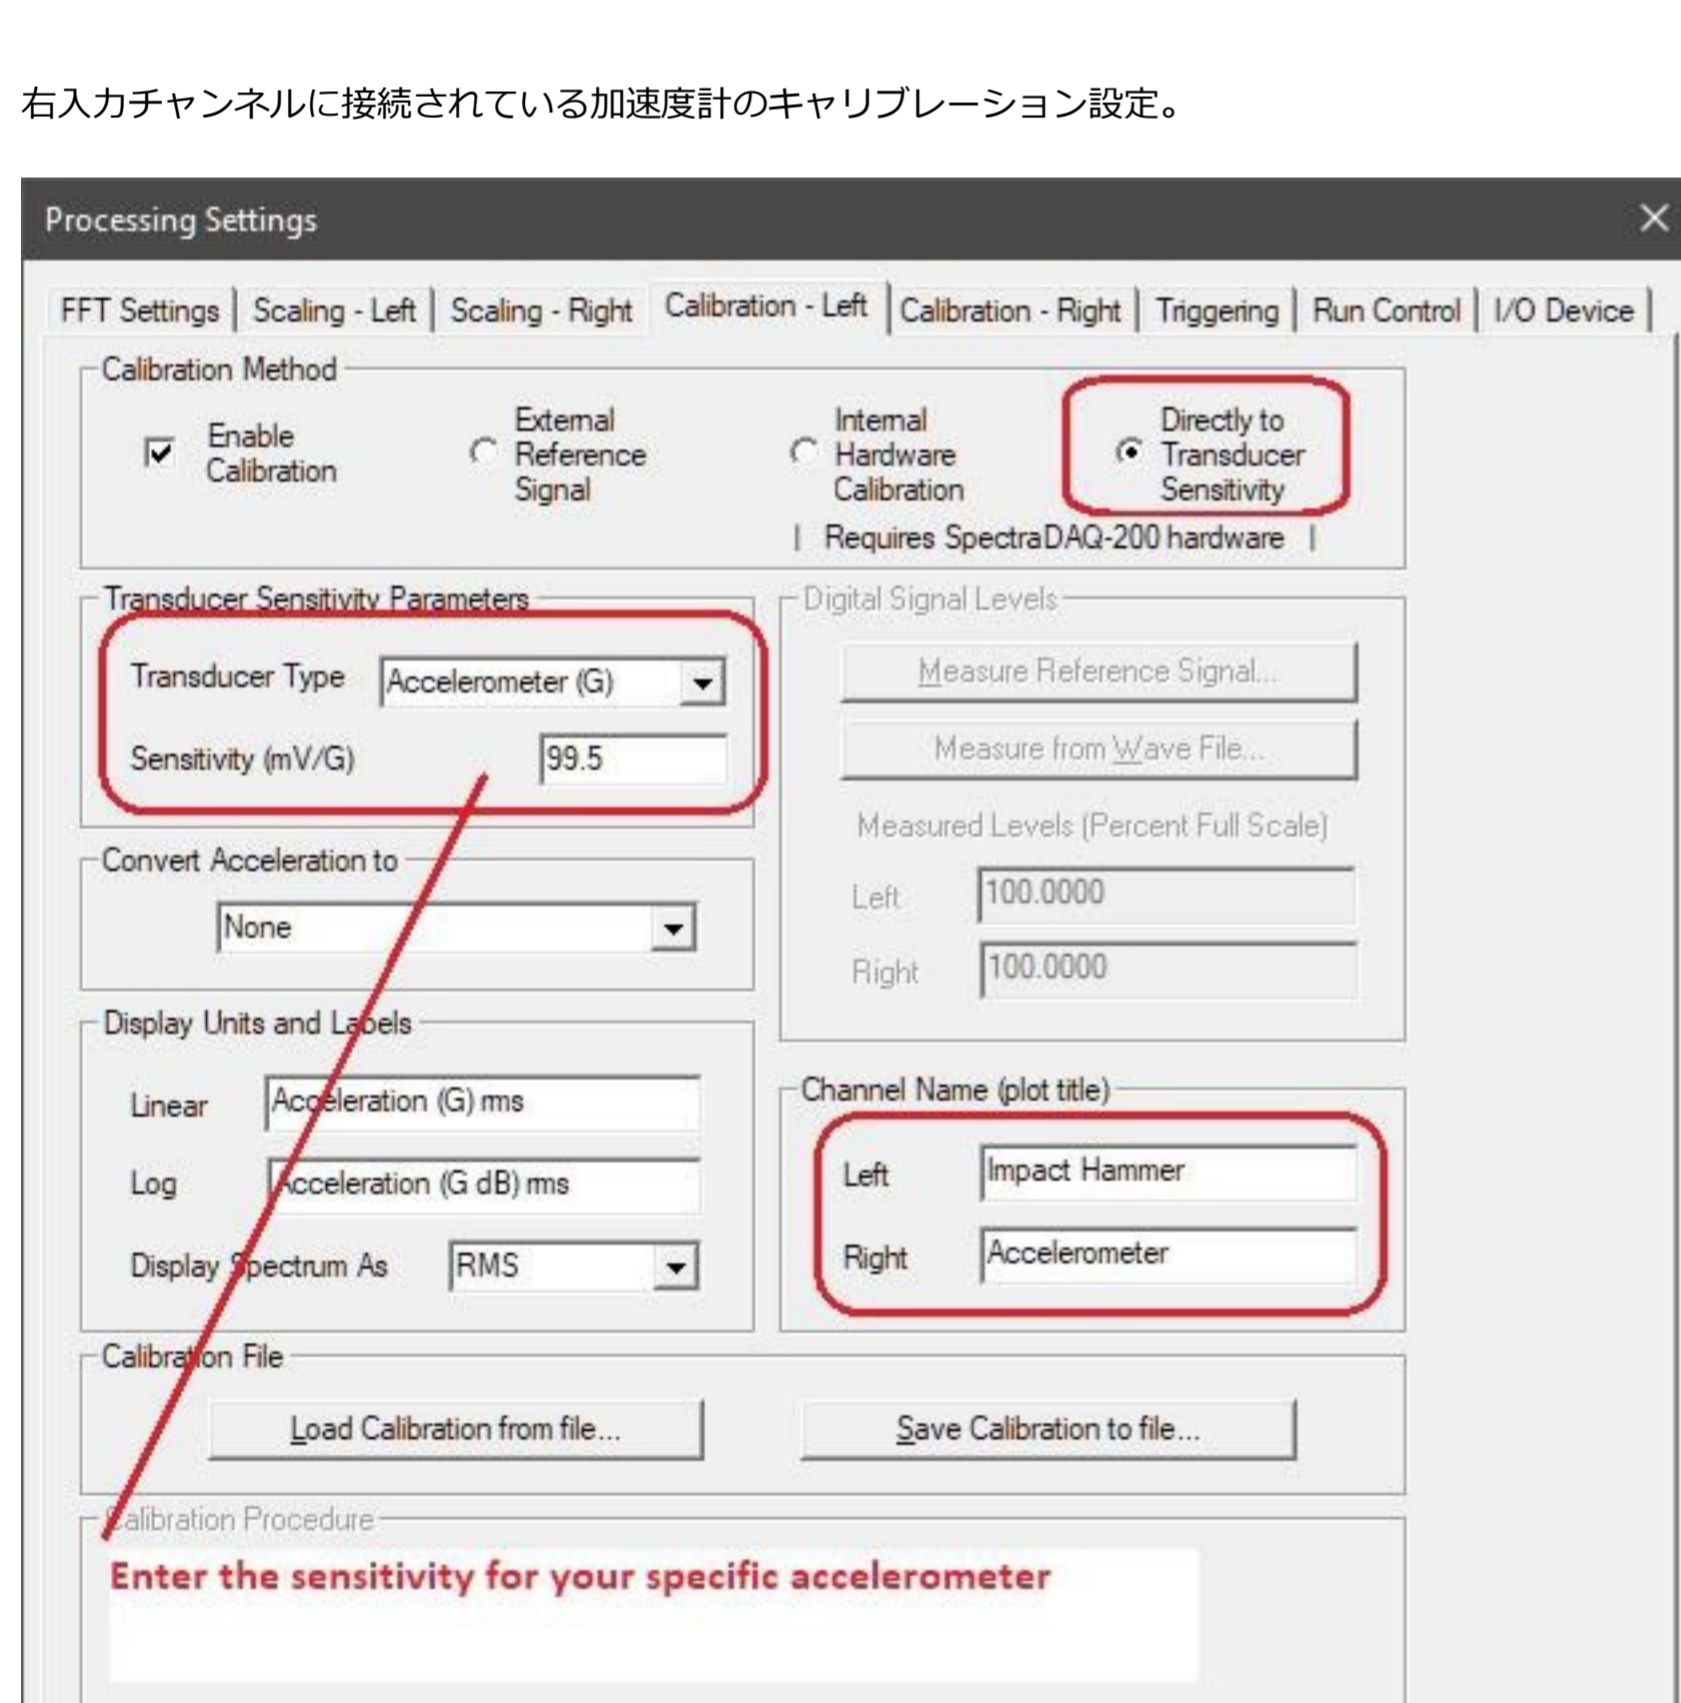 右入力チャンネルに接続されている加速度計のキャリブレーション設定。
Processing Settings
FFT Settings
Scaling - Left
Scaling - Right
Calibration - Left
Calibration - Right
Triggering
Run Control
I/O Device
Calibration Method
Enable
Calibration
External
Reference
Signal
Internal
Hardware
Calibration
Directly to
Transducer
Sensitivity
| Requires SpectraDAQ-200 hardware |
Transducer Sensitivity Parameters
Transducer Type Accelerometer (G)
Sensitivity (mV/G) 99.5
Digital Signal Levels
Measure Reference Signal...
Measure from Wave File...
Measured Levels (Percent Full Scale)
Left 100.0000
Right 100.0000
Convert Acceleration to
None
Display Units and Labels
Linear Acceleration (G) rms
Log Acceleration (G dB) rms
Display Spectrum As RMS
Channel Name (plot title)
Left Impact Hammer
Right Accelerometer
Calibration File
Load Calibration from file...
Save Calibration to file...
Calibration Procedure
Enter the sensitivity for your specific accelerometer